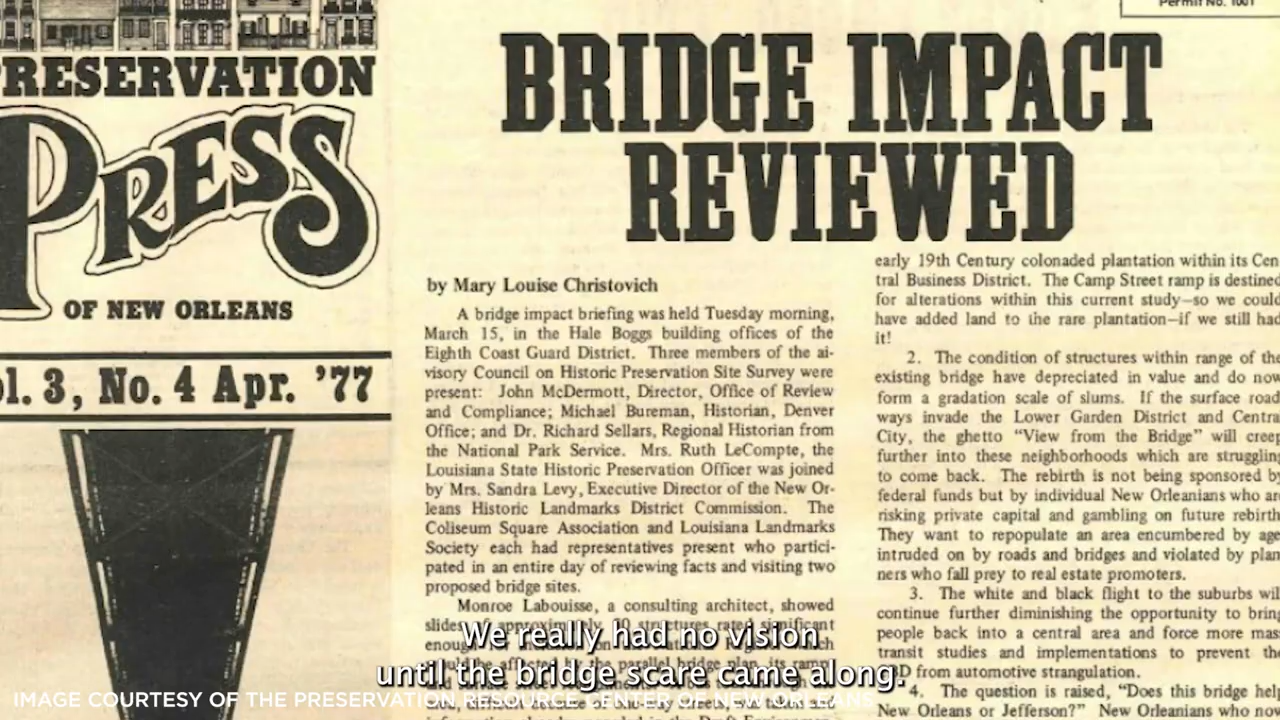 Permit No. 1001
PRESERVATION
PRESS
OF NEW ORLEANS
ol. 3, No. 4 Apr. '77
BRIDGE IMPACT
REVIEWED
by Mary Louise Christovich
A bridge impact briefing was held Tuesday morning,
March 15, in the Hale Boggs building offices of the
Eighth Coast Guard District. Three members of the ai-
visory Council on Historic Preservation Site Survey were
present: John McDermott, Director, Office of Review
and Compliance; Michael Bureman, Historian, Denver
Office; and Dr. Richard Sellars, Regional Historian from
the National Park Service. Mrs. Ruth LeCompte, the
Louisiana State Historic Preservation Officer was joined
by Mrs. Sandra Levy, Executive Director of the New Or-
leans Historic Landmarks District Commission. The
Coliseum Square Association and Louisiana Landmarks
Society each had representatives present who partici-
pated in an entire day of reviewing facts and visiting two
proposed bridge sites.
Monroe Labouisse, a consulting architect, showed
slides of approximately structures rated significant
early 19th Century colonaded plantation within its Cen
tral Business District. The Camp Street ramp is destined
for alterations within this current study—so we could
have added land to the rare plantation—if we still had
it!
2. The condition of structures within range of the
existing bridge have depreciated in value and do now
form a gradation scale of slums. If the surface road
ways invade the Lower Garden District and Centra
City, the ghetto "View from the Bridge" will creep
further into these neighborhoods which are struggling
to come back. The rebirth is not being sponsored by
federal funds but by individual New Orleanians who ar
risking private capital and gambling on future rebirth
They want to repopulate an area encumbered by age
intruded on by roads and bridges and violated by plan
ners who fall prey to real estate promoters.
3. The white and black flight to the suburbs wil
continue further diminishing the opportunity to bring
people back into a central area and force more mas
transit studies and implementations to prevent the
BD from automotive strangulation.
4. The question is raised, "Does this bridge help
New Orleans or Jefferson?" New Orleanians who now
We really had no vision
until the bridge scare came along.
IMAGE COURTESY OF THE PRESERVATION RESOURCE CENTER OF NEW ORLEANS